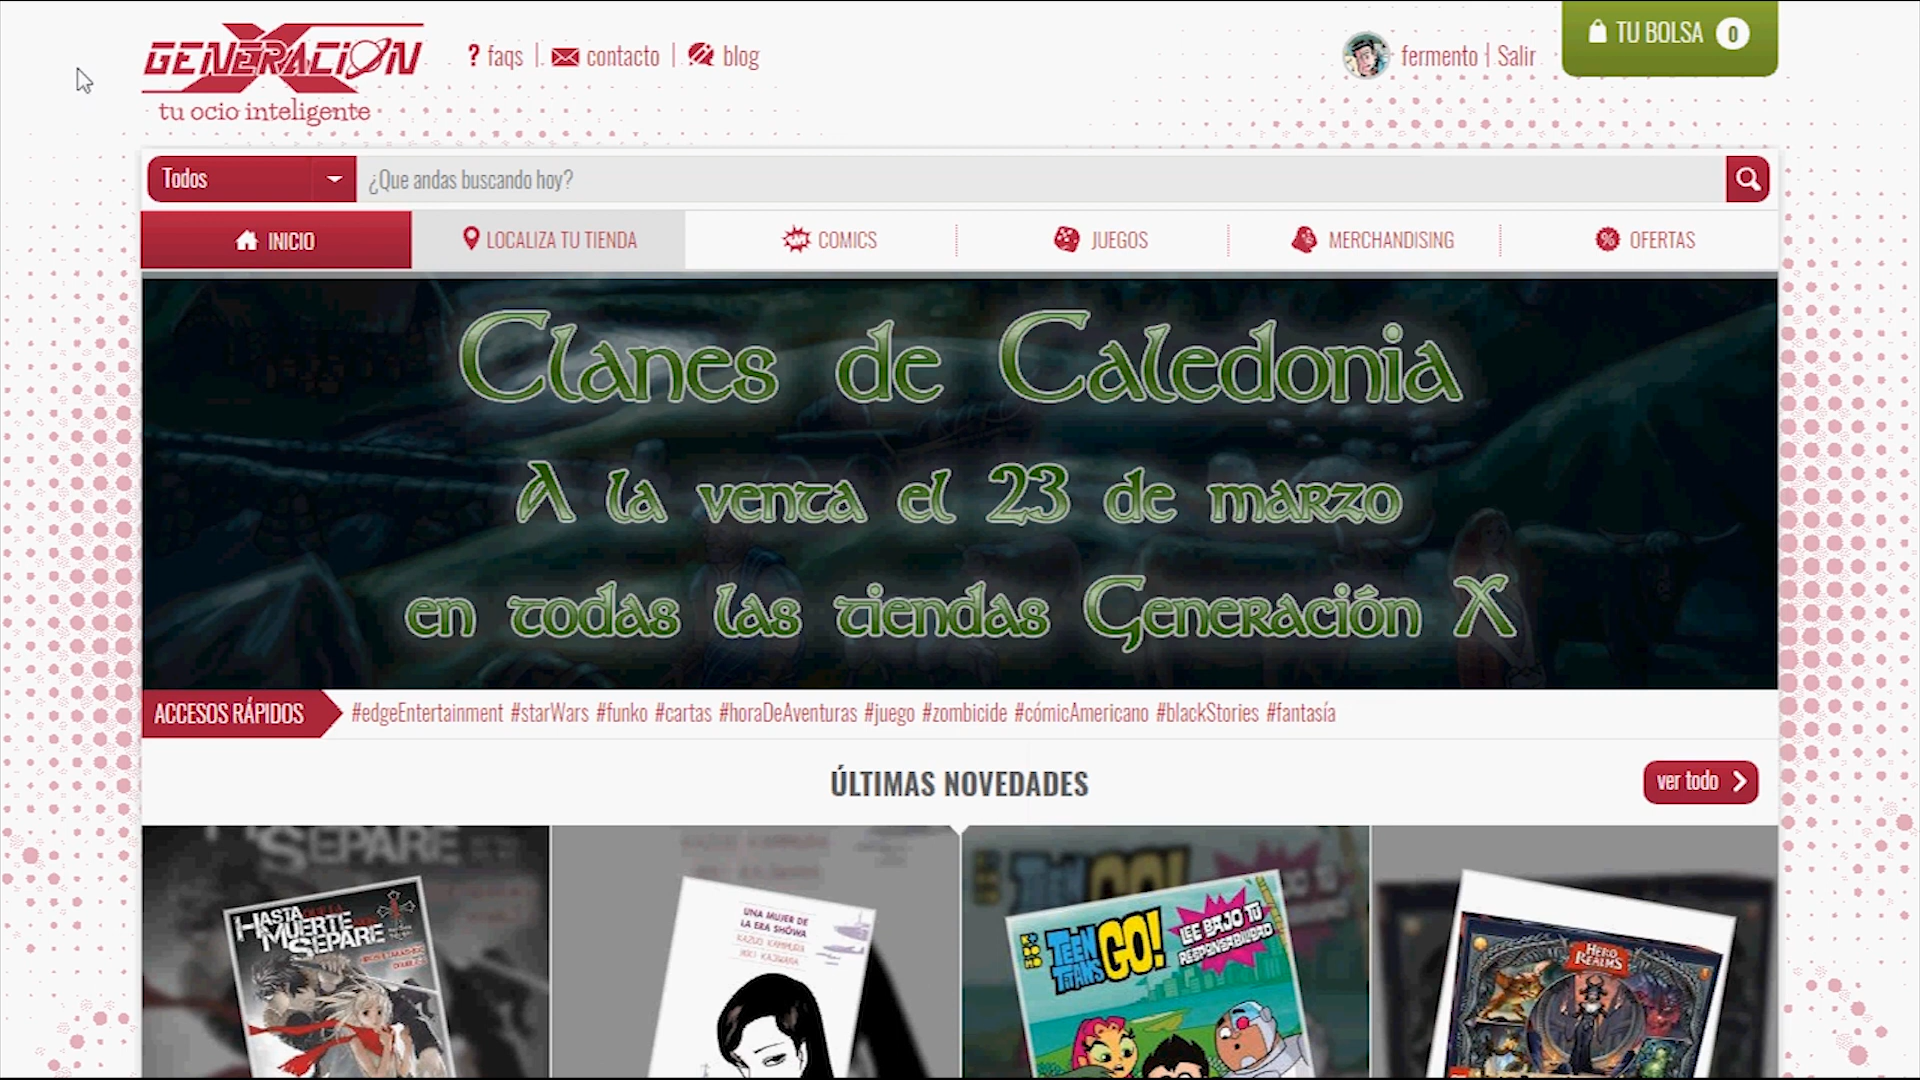 GENERACIÓN X
tu ocio inteligente
? faqs | contacto | blog
fermento | Salir
TU BOLSA 0
Todos
¿Que andas buscando hoy?
INICIO
LOCALIZA TU TIENDA
COMICS
JUEGOS
MERCHANDISING
% OFERTAS
Clanes de Caledonia
A la venta el 23 de marzo
en todas las tiendas Generación X
ACCESOS RÁPIDOS
#edgeEntertainment #starWars #funko #cartas #horaDeAventuras #juego #zombicide #cómicAmericano #blackStories #fantasía
ÚLTIMAS NOVEDADES
ver todo
SEPARE
HASTA QUE LA
MUERTE NOS
SEPARE
UNA MUJER DE
LA ERA SHÔWA
KAZUO KAMIMURA
TEEN
TITANS GO!
LEE BAJO TU
RESPONSABILIDAD
HERO
REALMS